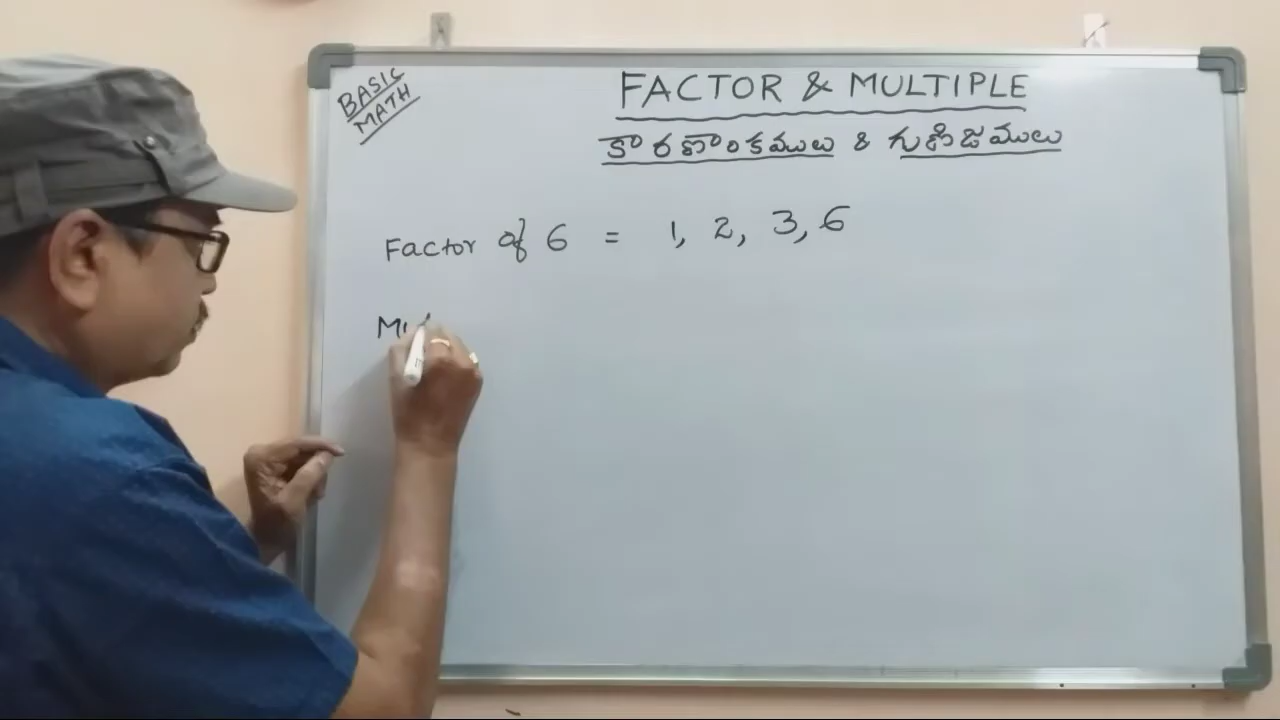 BASIC
MATH
FACTOR & MULTIPLE
కారణాంకములు & గుణిజములు
Factor of 6 = 1, 2, 3, 6